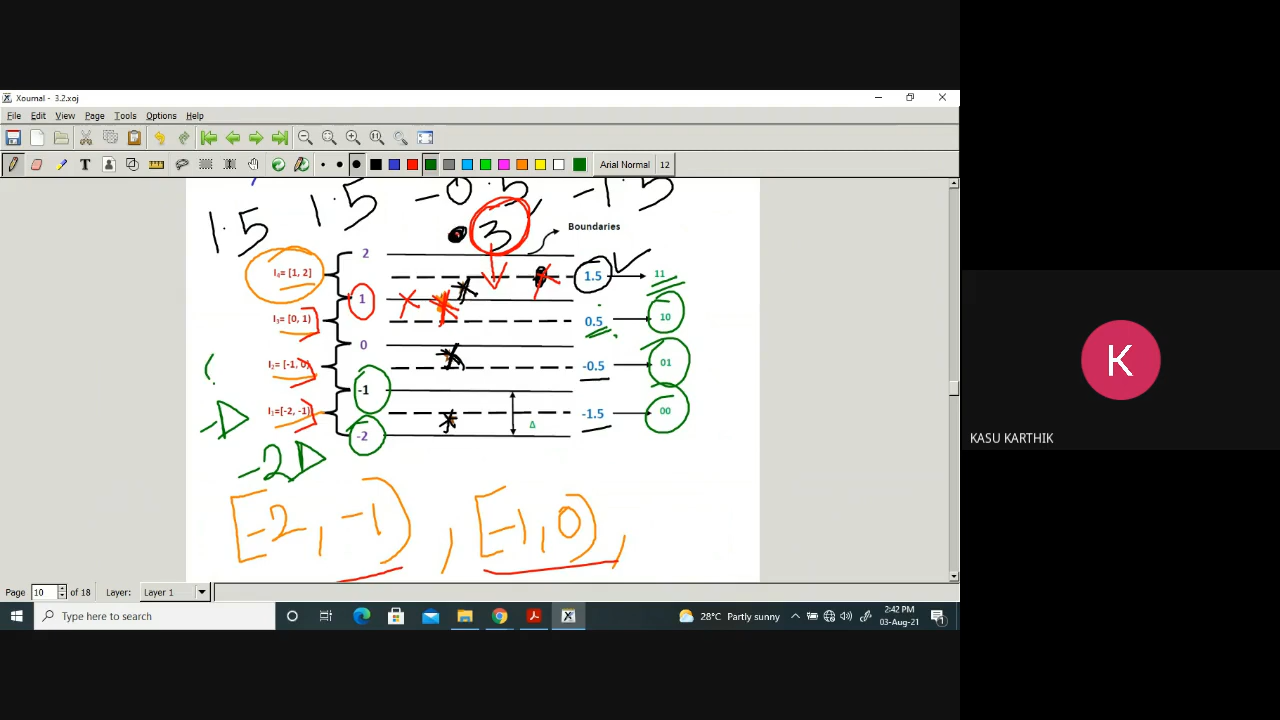 Xournal - 3.2.xoj
File Edit View Page Tools Options Help
Arial Normal 12
1.5 1.5 -0.5 -1.5
3
Boundaries
2
I₄= [1, 2]
1.5
11
1
I₃= [0, 1)
0.5
10
0
I₂= [-1, 0)
-0.5
01
-1
I₁=[-2, -1)
-1.5
00
Δ
-2
-Δ
-2Δ
[-2, -1), [-1, 0),
Page 10 of 18 Layer: Layer 1
Type here to search
28°C Partly sunny
2:42 PM
03-Aug-21
1
K
KASU KARTHIK